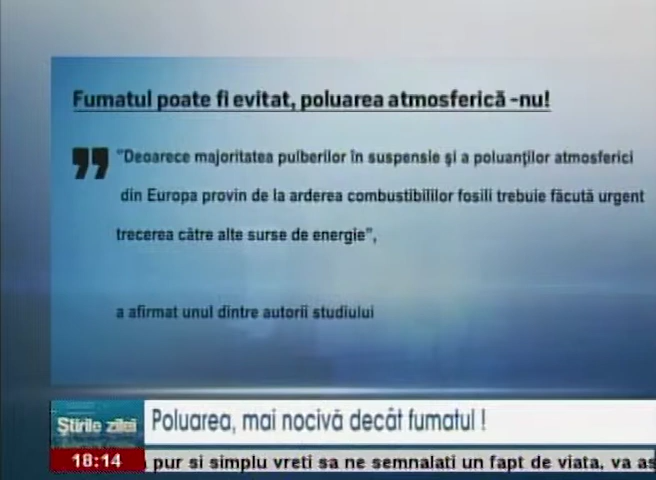 Fumatul poate fi evitat, poluarea atmosferică -nu!
"Deoarece majoritatea pulberilor în suspensie și a poluanților atmosferici
din Europa provin de la arderea combustibililor fosili trebuie făcută urgent
trecerea către alte surse de energie",
a afirmat unul dintre autorii studiului
Știrile zilei
Poluarea, mai nocivă decât fumatul !
18:14
pur si simplu vreti sa ne semnalati un fapt de viata, va